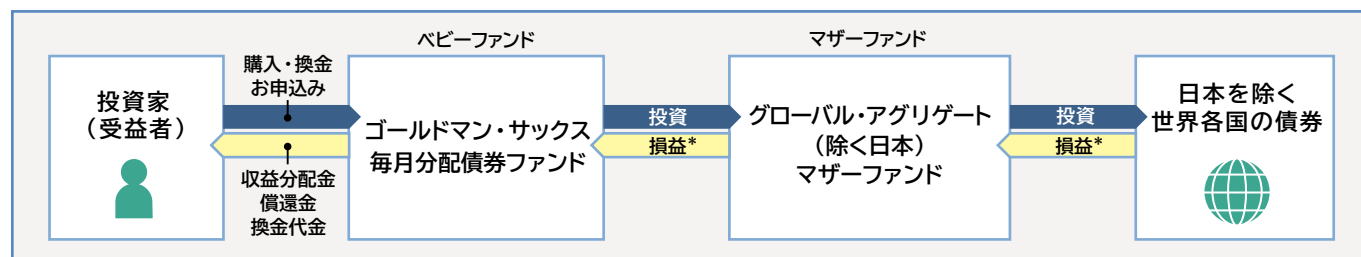 ベビーファンド
マザーファンド
投資家
（受益者）
購入・換金
お申込み
収益分配金
償還金
換金代金
ゴールドマン・サックス
毎月分配債券ファンド
投資
損益*
グローバル・アグリゲート
（除く日本）
マザーファンド
投資
損益*
日本を除く
世界各国の債券